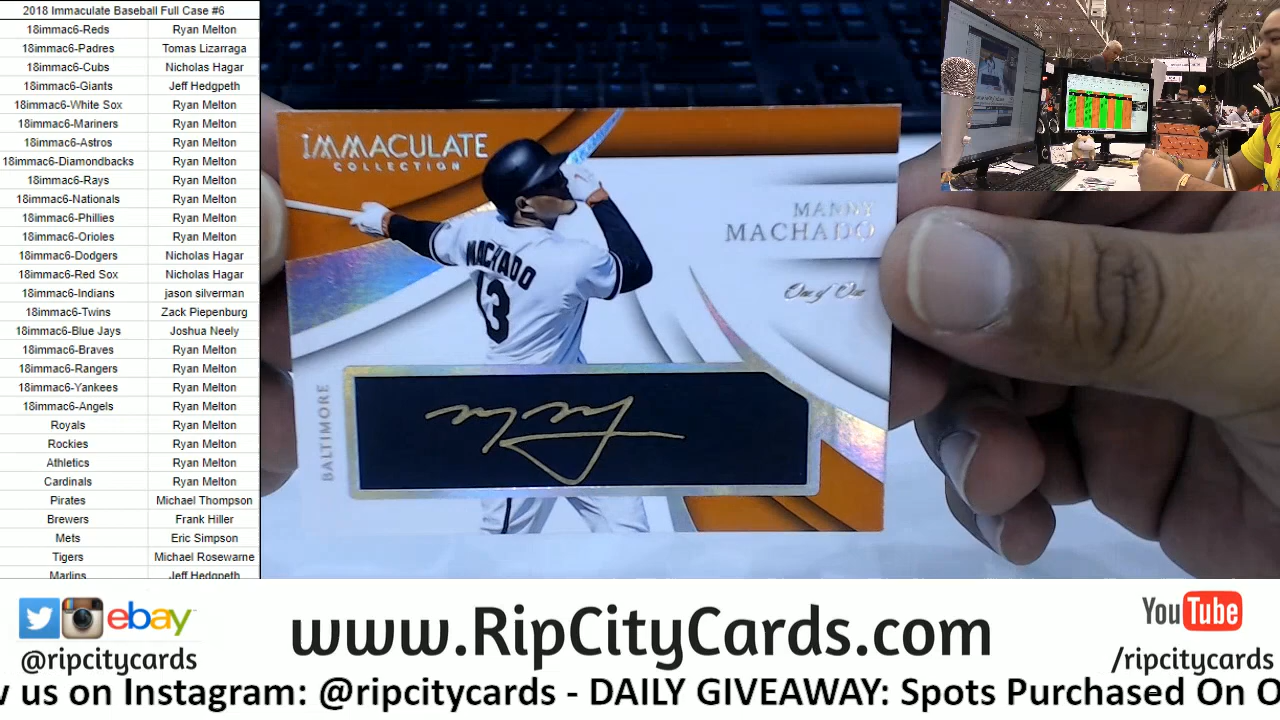 2018 Immaculate Baseball Full Case #6
18immac6-Reds Ryan Melton
18immac6-Padres Tomas Lizarraga
18immac6-Cubs Nicholas Hagar
18immac6-Giants Jeff Hedgpeth
18immac6-White Sox Ryan Melton
18immac6-Mariners Ryan Melton
18immac6-Astros Ryan Melton
18immac6-Diamondbacks Ryan Melton
18immac6-Rays Ryan Melton
18immac6-Nationals Ryan Melton
18immac6-Phillies Ryan Melton
18immac6-Orioles Ryan Melton
18immac6-Dodgers Nicholas Hagar
18immac6-Red Sox Nicholas Hagar
18immac6-Indians jason silverman
18immac6-Twins Zack Piepenburg
18immac6-Blue Jays Joshua Neely
18immac6-Braves Ryan Melton
18immac6-Rangers Ryan Melton
18immac6-Yankees Ryan Melton
18immac6-Angels Ryan Melton
Royals Ryan Melton
Rockies Ryan Melton
Athletics Ryan Melton
Cardinals Ryan Melton
Pirates Michael Thompson
Brewers Frank Hiller
Mets Eric Simpson
Tigers Michael Rosewarne
Marlins Jeff Hedgpeth
IMMACULATE
COLLECTION
MANNY
MACHADO
One of One
MACHADO
13
BALTIMORE
ebay
@ripcitycards
www.RipCityCards.com
YouTube
/ripcitycards
w us on Instagram: @ripcitycards - DAILY GIVEAWAY: Spots Purchased On O